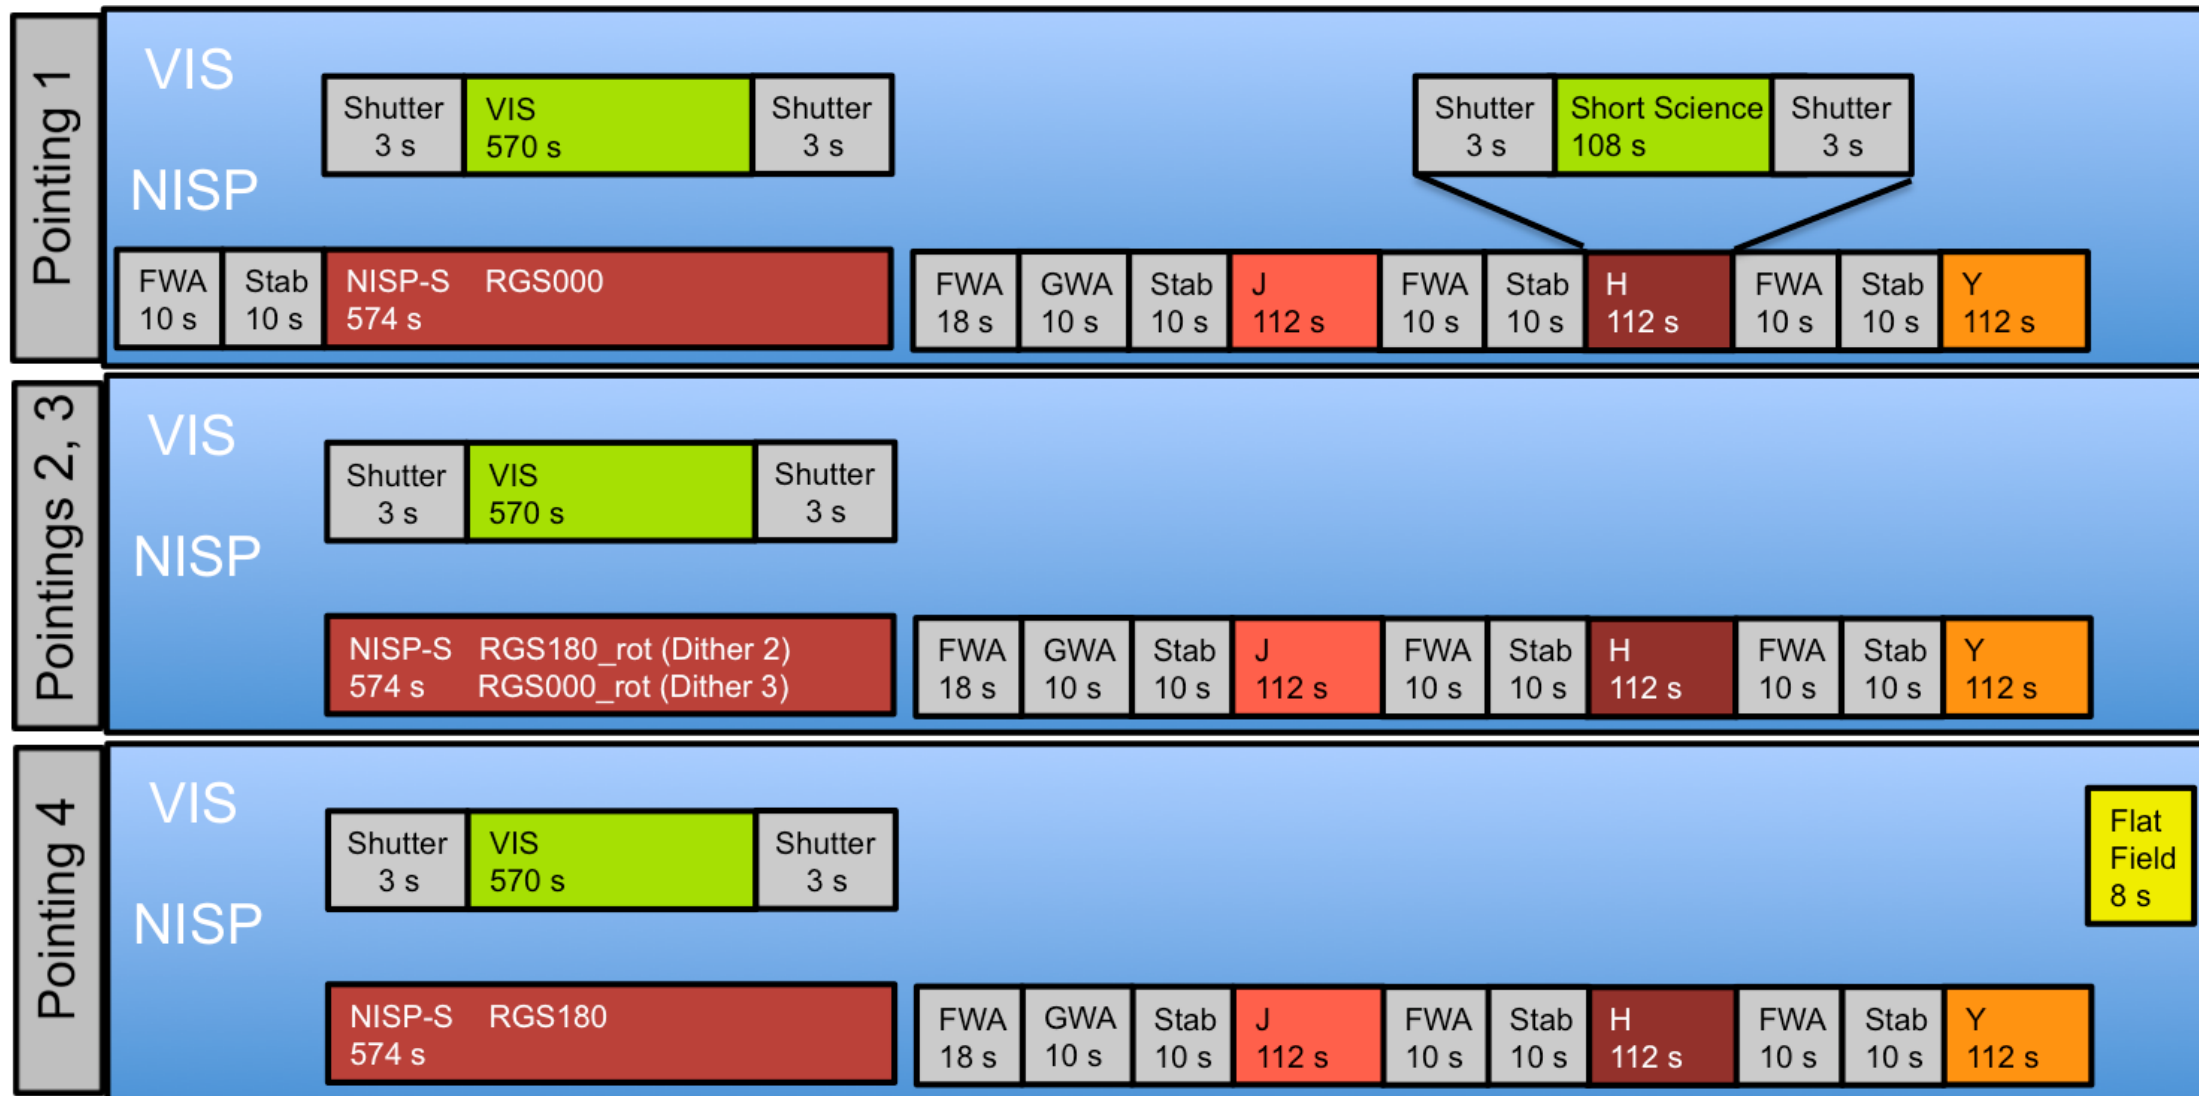 Pointing 1
VIS
NISP
Shutter
3 s
VIS
570 s
Shutter
3 s
Shutter
3 s
Short Science
108 s
Shutter
3 s
FWA
10 s
Stab
10 s
NISP-S RGS000
574 s
FWA
18 s
GWA
10 s
Stab
10 s
J
112 s
FWA
10 s
Stab
10 s
H
112 s
FWA
10 s
Stab
10 s
Y
112 s
Pointings 2, 3
VIS
NISP
Shutter
3 s
VIS
570 s
Shutter
3 s
NISP-S RGS180_rot (Dither 2)
574 s RGS000_rot (Dither 3)
FWA
18 s
GWA
10 s
Stab
10 s
J
112 s
FWA
10 s
Stab
10 s
H
112 s
FWA
10 s
Stab
10 s
Y
112 s
Pointing 4
VIS
NISP
Shutter
3 s
VIS
570 s
Shutter
3 s
Flat
Field
8 s
NISP-S RGS180
574 s
FWA
18 s
GWA
10 s
Stab
10 s
J
112 s
FWA
10 s
Stab
10 s
H
112 s
FWA
10 s
Stab
10 s
Y
112 s